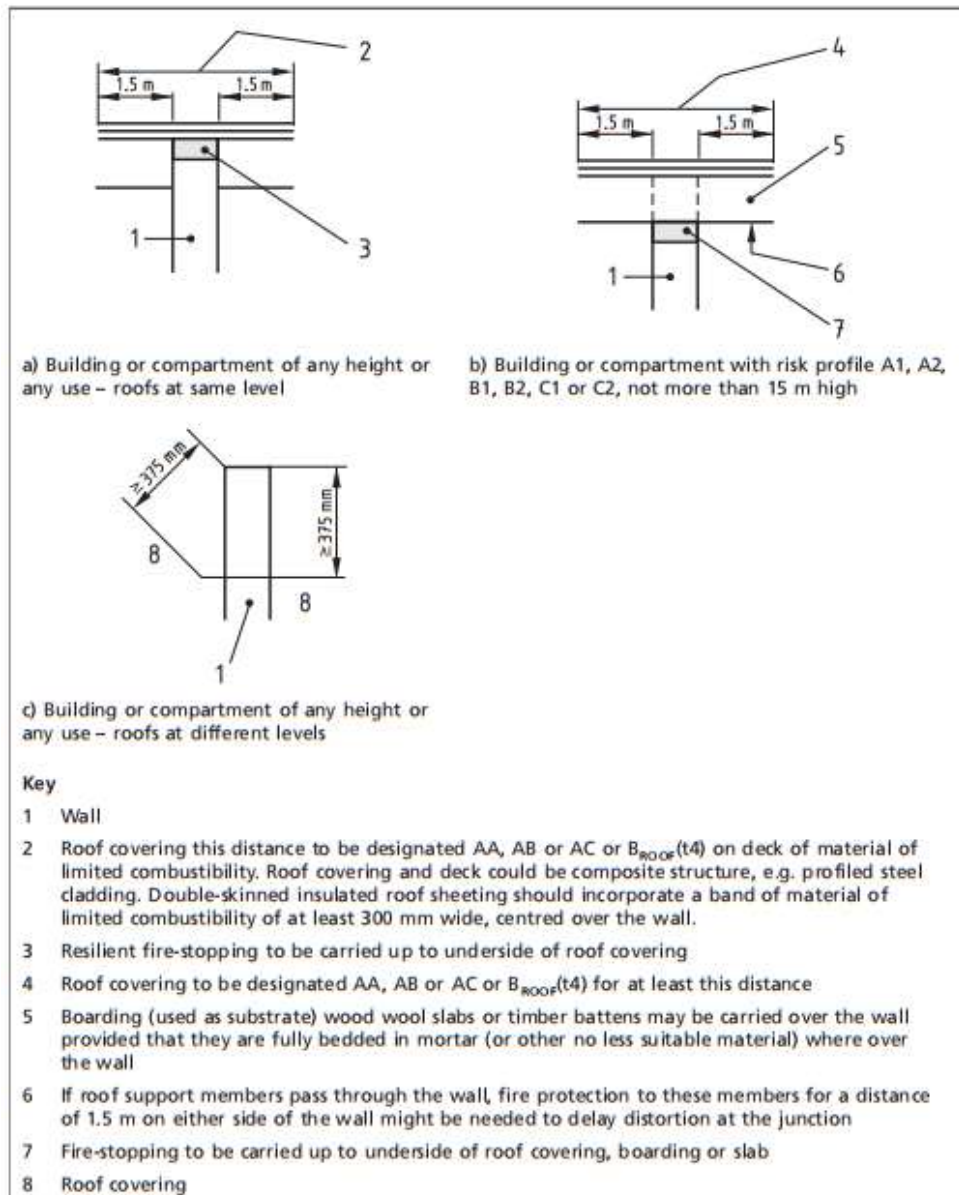 2
1.5 m 1.5 m
1
3
4
1.5 m 1.5 m
5
1
6
7
a) Building or compartment of any height or
any use – roofs at same level
b) Building or compartment with risk profile A1, A2,
B1, B2, C1 or C2, not more than 15 m high
≥375 mm
≥375 mm
8
8
1
c) Building or compartment of any height or
any use – roofs at different levels
Key
1 Wall
2 Roof covering this distance to be designated AA, AB or AC or B_ROOF(t4) on deck of material of
limited combustibility. Roof covering and deck could be composite structure, e.g. profiled steel
cladding. Double-skinned insulated roof sheeting should incorporate a band of material of
limited combustibility of at least 300 mm wide, centred over the wall.
3 Resilient fire-stopping to be carried up to underside of roof covering
4 Roof covering to be designated AA, AB or AC or B_ROOF(t4) for at least this distance
5 Boarding (used as substrate) wood wool slabs or timber battens may be carried over the wall
provided that they are fully bedded in mortar (or other no less suitable material) where over
the wall
6 If roof support members pass through the wall, fire protection to these members for a distance
of 1.5 m on either side of the wall might be needed to delay distortion at the junction
7 Fire-stopping to be carried up to underside of roof covering, boarding or slab
8 Roof covering